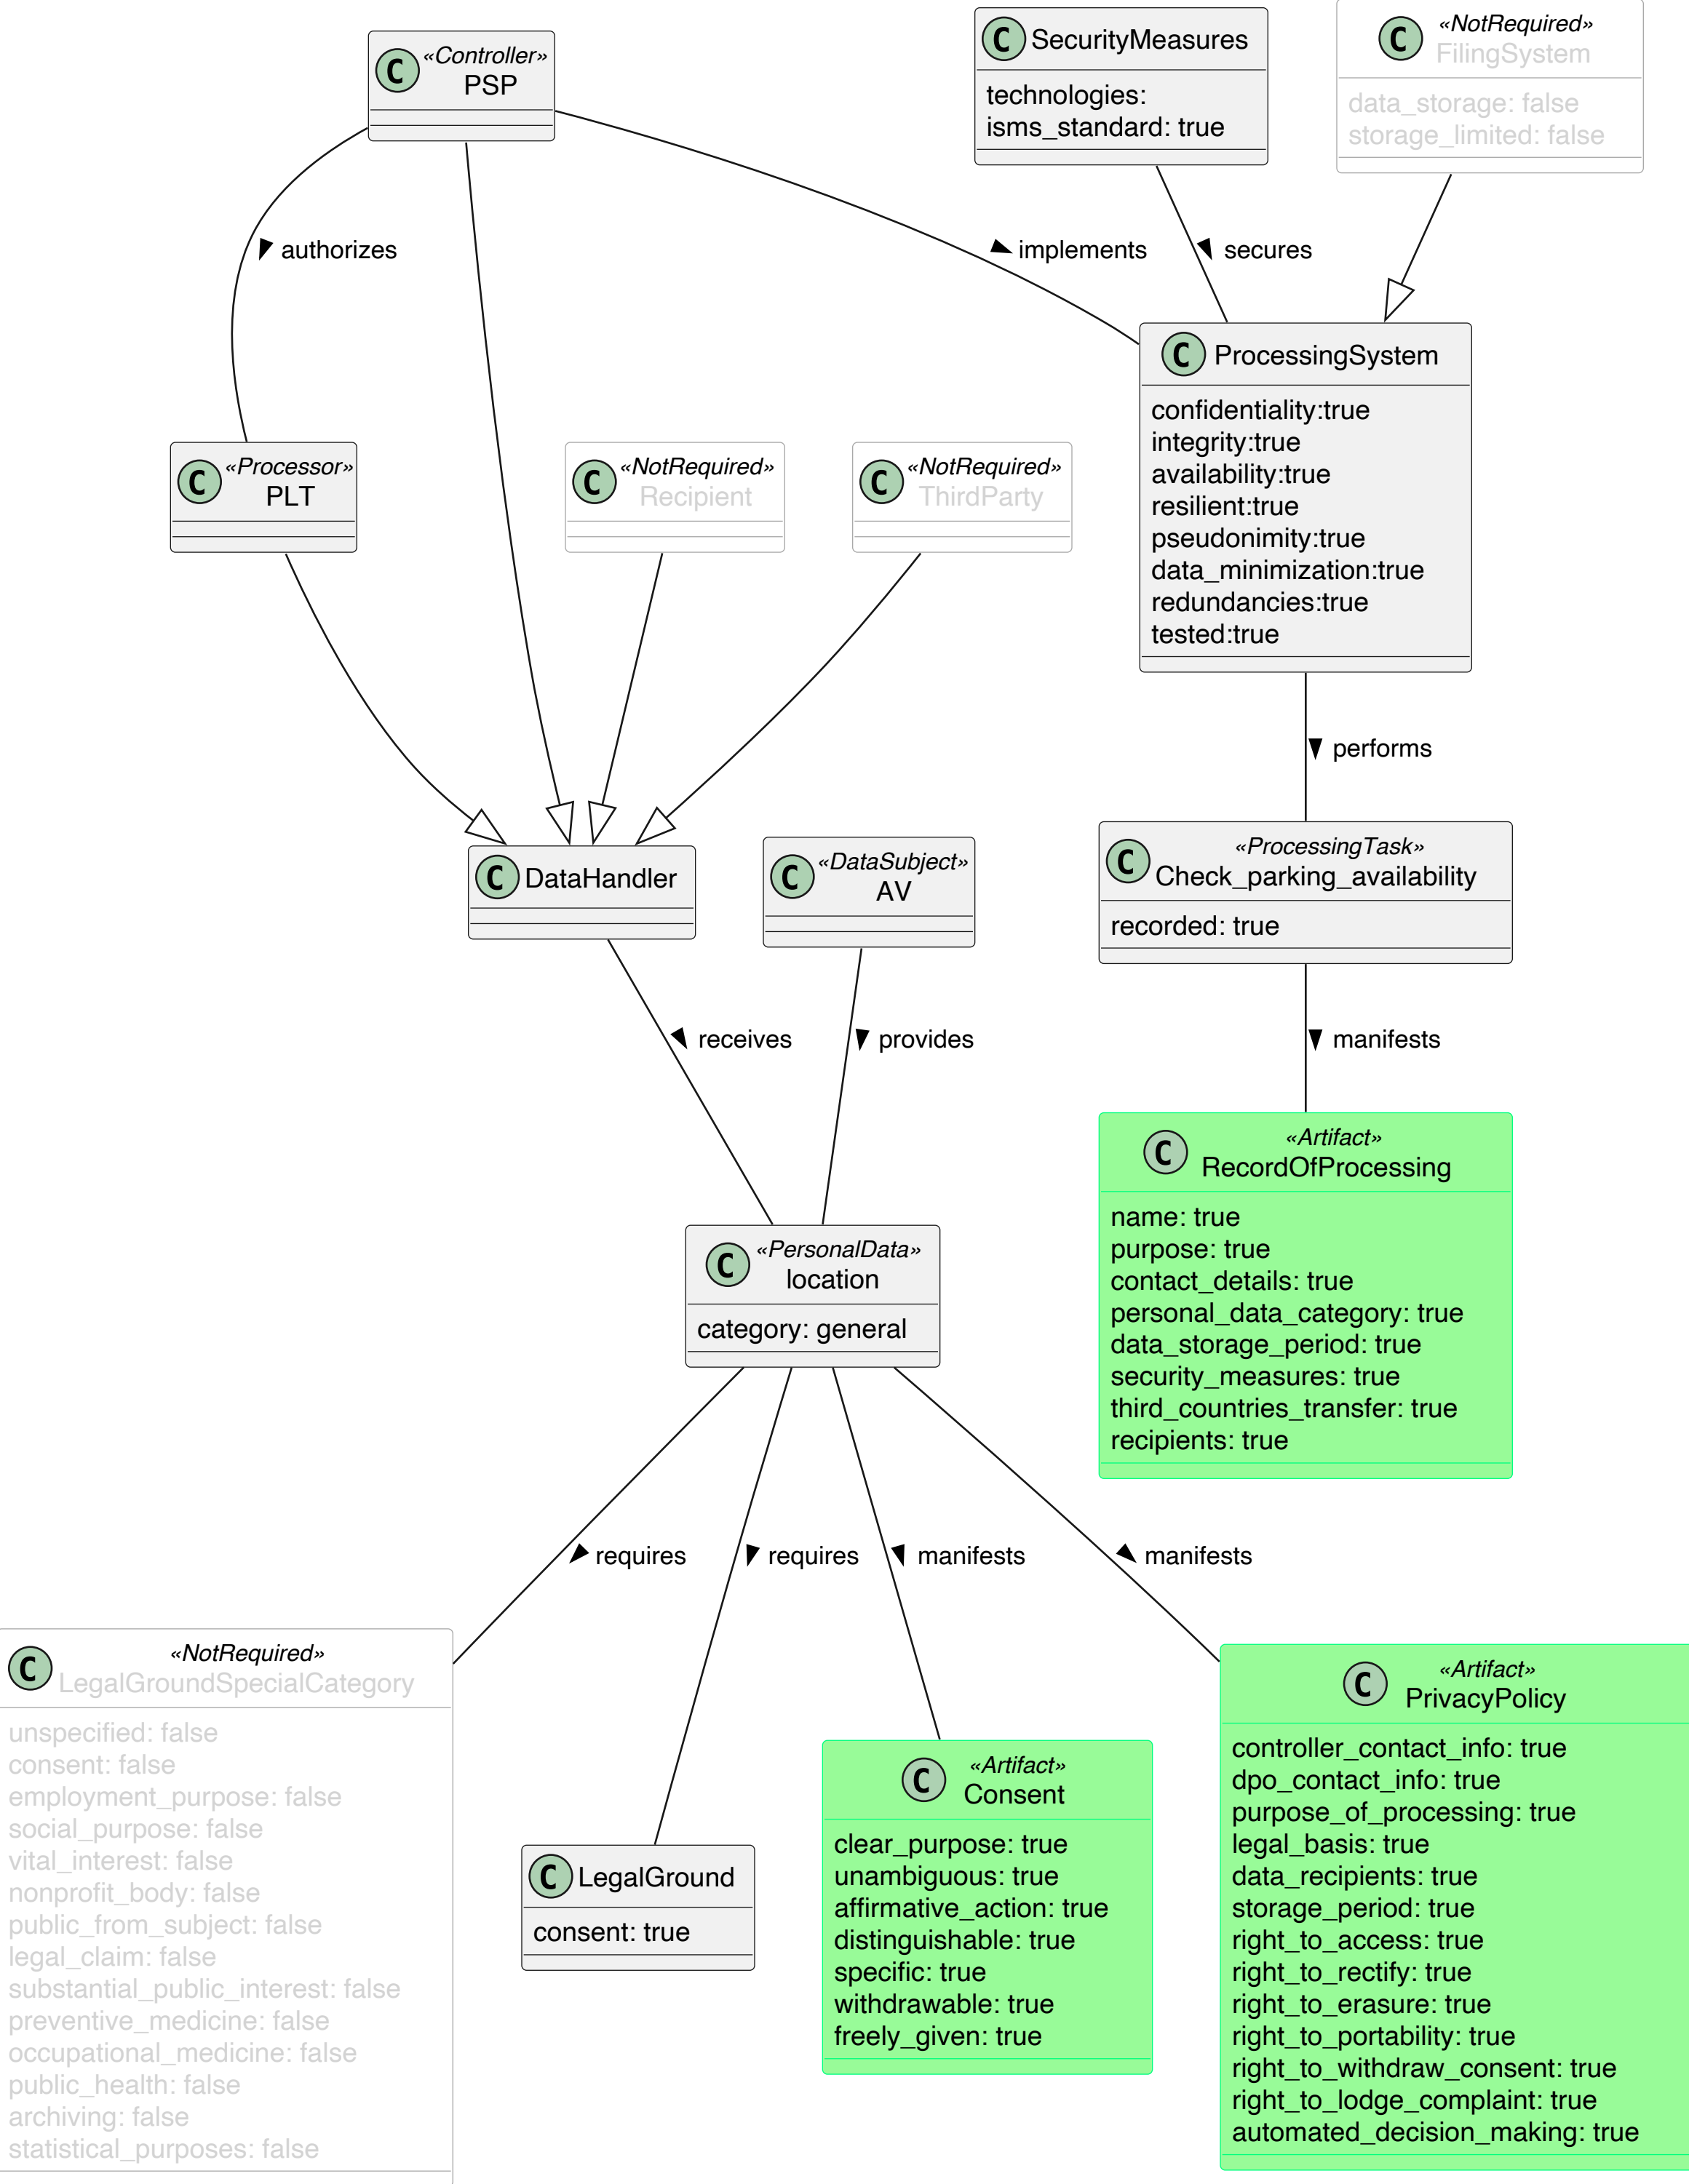 «Controller»
C
PSP
C SecurityMeasures
technologies:
isms_standard: true
«NotRequired»
C
FilingSystem
data_storage: false
storage_limited: false
authorizes
implements
secures
C ProcessingSystem
confidentiality:true
integrity:true
availability:true
resilient:true
pseudonimity:true
data_minimization:true
redundancies:true
tested:true
«Processor»
C
PLT
«NotRequired»
C
Recipient
«NotRequired»
C
ThirdParty
performs
C DataHandler
«DataSubject»
C
AV
«ProcessingTask»
C
Check_parking_availability
recorded: true
receives
provides
manifests
«Artifact»
C
RecordOfProcessing
name: true
purpose: true
contact_details: true
personal_data_category: true
data_storage_period: true
security_measures: true
third_countries_transfer: true
recipients: true
«PersonalData»
C
location
category: general
requires
requires
manifests
manifests
«NotRequired»
C
LegalGroundSpecialCategory
unspecified: false
consent: false
employment_purpose: false
social_purpose: false
vital_interest: false
nonprofit_body: false
public_from_subject: false
legal_claim: false
substantial_public_interest: false
preventive_medicine: false
occupational_medicine: false
public_health: false
archiving: false
statistical_purposes: false
C LegalGround
consent: true
«Artifact»
C
Consent
clear_purpose: true
unambiguous: true
affirmative_action: true
distinguishable: true
specific: true
withdrawable: true
freely_given: true
«Artifact»
C
PrivacyPolicy
controller_contact_info: true
dpo_contact_info: true
purpose_of_processing: true
legal_basis: true
data_recipients: true
storage_period: true
right_to_access: true
right_to_rectify: true
right_to_erasure: true
right_to_portability: true
right_to_withdraw_consent: true
right_to_lodge_complaint: true
automated_decision_making: true